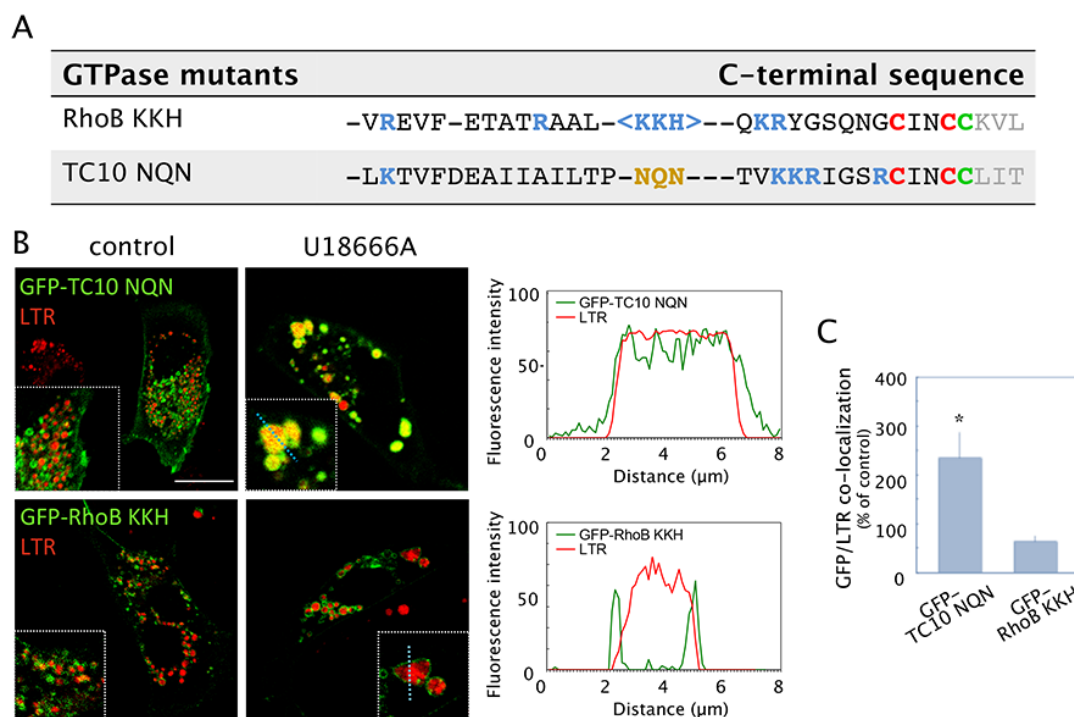 A
GTPase mutants C-terminal sequence
RhoB KKH -VREVF-ETATRAAL-<KKH>--QKRYGSQNGCINCCKVL
TC10 NQN -LKTVFDEAIIAILTP-NQN---TVKKRIGSRCINCCLIT
B
control U18666A
GFP-TC10 NQN
LTR
Fluorescence intensity
100
50
0
GFP-TC10 NQN
LTR
0 2 4 6 8
Distance (μm)
GFP-RhoB KKH
LTR
Fluorescence intensity
100
50
0
GFP-RhoB KKH
LTR
0 2 4 6 8
Distance (μm)
C
GFP/LTR co-localization
(% of control)
400
300
200
100
0
*
GFP-
TC10 NQN
GFP-
RhoB KKH